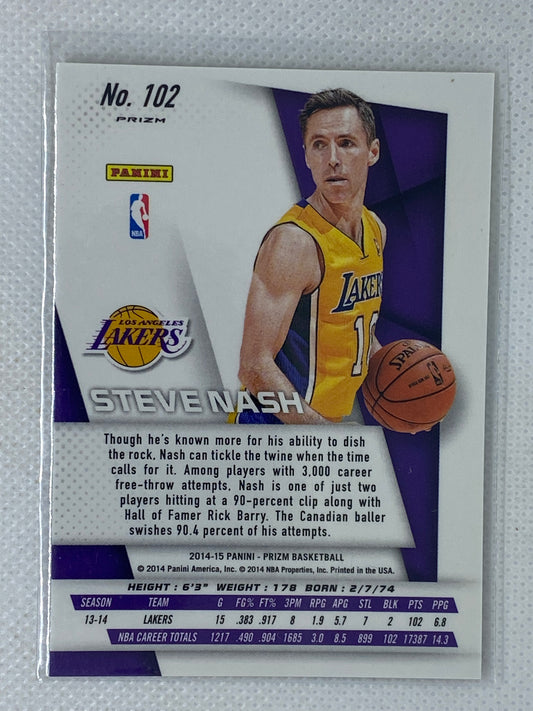 No. 102
PRIZM
PANINI
NBA
LOS ANGELES
LAKERS
LAKERS
10
SPALDING
STEVE NASH
Though he's known more for his ability to dish
the rock, Nash can tickle the twine when the time
calls for it. Among players with 3,000 career
free-throw attempts, Nash is one of just two
players hitting at a 90-percent clip along with
Hall of Famer Rick Barry. The Canadian baller
swishes 90.4 percent of his attempts.
2014-15 PANINI - PRIZM BASKETBALL
© 2014 Panini America, Inc. © 2014 NBA Properties, Inc. Printed in the USA.
HEIGHT : 6'3" WEIGHT : 178 BORN : 2/7/74
SEASON TEAM G FG% FT% 3PM RPG APG STL BLK PTS PPG
13-14 LAKERS 15 .383 .917 8 1.9 5.7 7 2 102 6.8
NBA CAREER TOTALS 1217 .490 .904 1685 3.0 8.5 899 102 17387 14.3